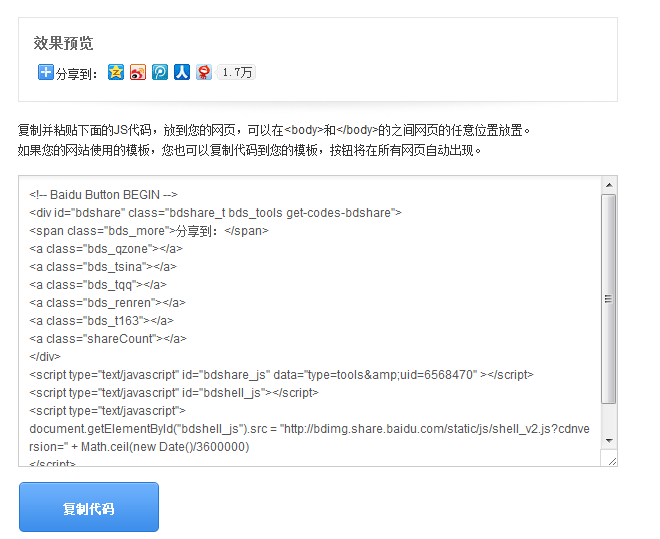 效果预览
分享到： 1.7万
复制并粘贴下面的JS代码，放到您的网页，可以在<body>和</body>的之间网页的任意位置放置。
如果您的网站使用的模板，您也可以复制代码到您的模板，按钮将在所有网页自动出现。
<!-- Baidu Button BEGIN -->
<div id="bdshare" class="bdshare_t bds_tools get-codes-bdshare">
<span class="bds_more">分享到：</span>
<a class="bds_qzone"></a>
<a class="bds_tsina"></a>
<a class="bds_tqq"></a>
<a class="bds_renren"></a>
<a class="bds_t163"></a>
<a class="shareCount"></a>
</div>
<script type="text/javascript" id="bdshare_js" data="type=tools&amp;uid=6568470" ></script>
<script type="text/javascript" id="bdshell_js"></script>
<script type="text/javascript">
document.getElementById("bdshell_js").src = "http://bdimg.share.baidu.com/static/js/shell_v2.js?cdnve
rsion=" + Math.ceil(new Date()/3600000)
</script>
复制代码